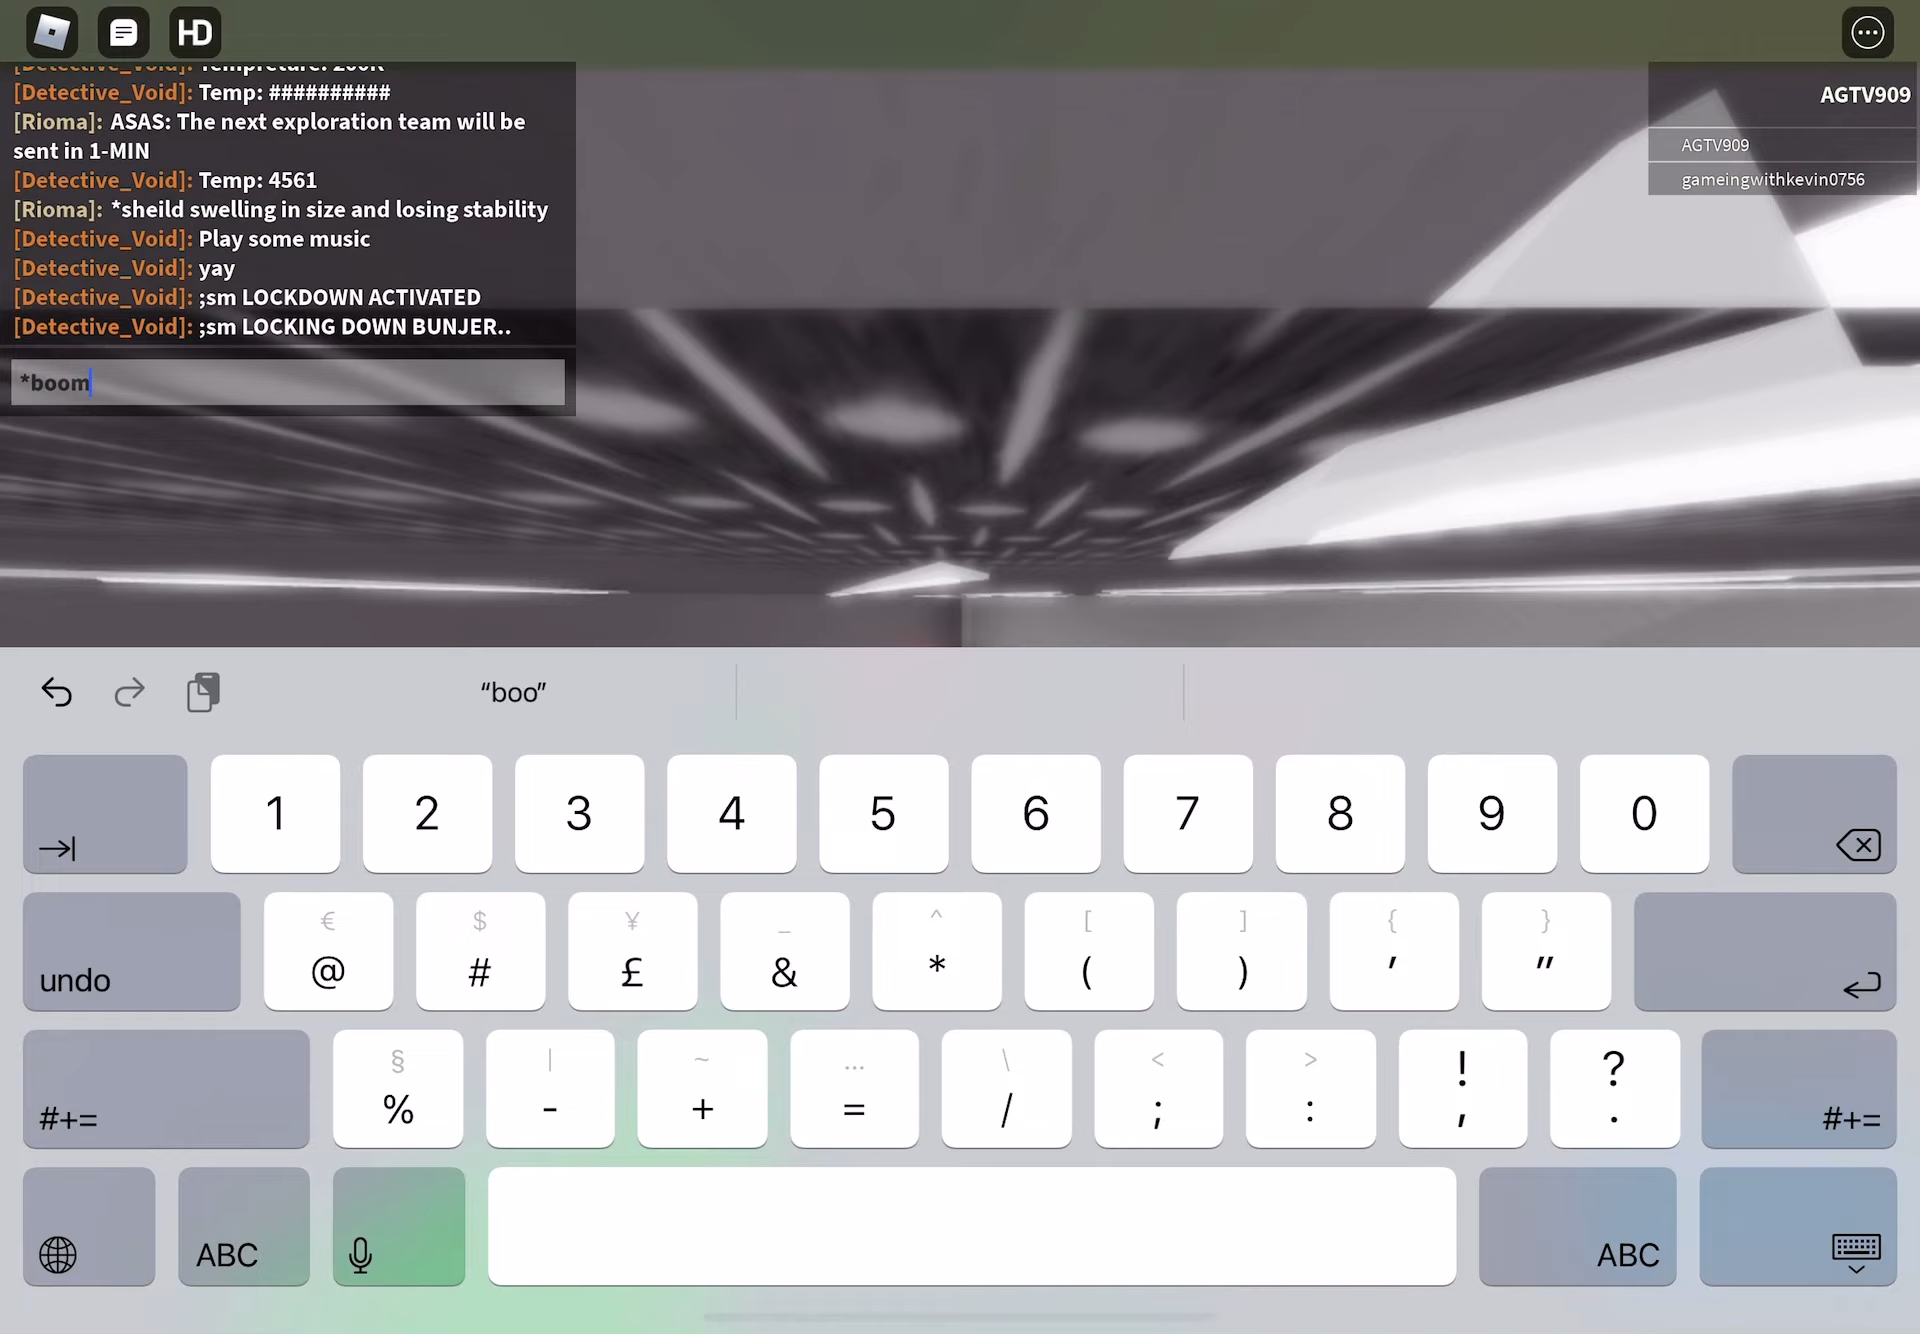 HD
[Detective_Void]: Tempreture: 200K
[Detective_Void]: Temp: ##########
[Rioma]: ASAS: The next exploration team will be
sent in 1-MIN
[Detective_Void]: Temp: 4561
[Rioma]: *sheild swelling in size and losing stability
[Detective_Void]: Play some music
[Detective_Void]: yay
[Detective_Void]: ;sm LOCKDOWN ACTIVATED
[Detective_Void]: ;sm LOCKING DOWN BUNJER..
*boom
AGTV909
AGTV909
gameingwithkevin0756
“boo”
1 2 3 4 5 6 7 8 9 0
€ $ ¥ _ ^ [ ] { }
undo @ # £ & * ( ) ' "
§ | ~ … \ < > ! ?
#+= % - + = / ; : , . #+=
ABC ABC